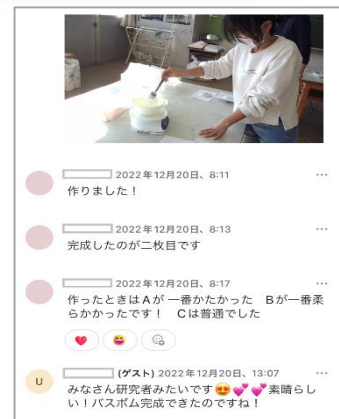 2022年12月20日、8:11
作りました！
2022年12月20日、8:13
完成したのが二枚目です
2022年12月20日、8:17
作ったときはAが 一番かたかった　Bが一番柔
らかかったです！　Cは普通でした
U
(ゲスト) 2022年12月20日、13:07
みなさん研究者みたいです😍💕💕素晴らし
い！バスボム完成できたのですね！